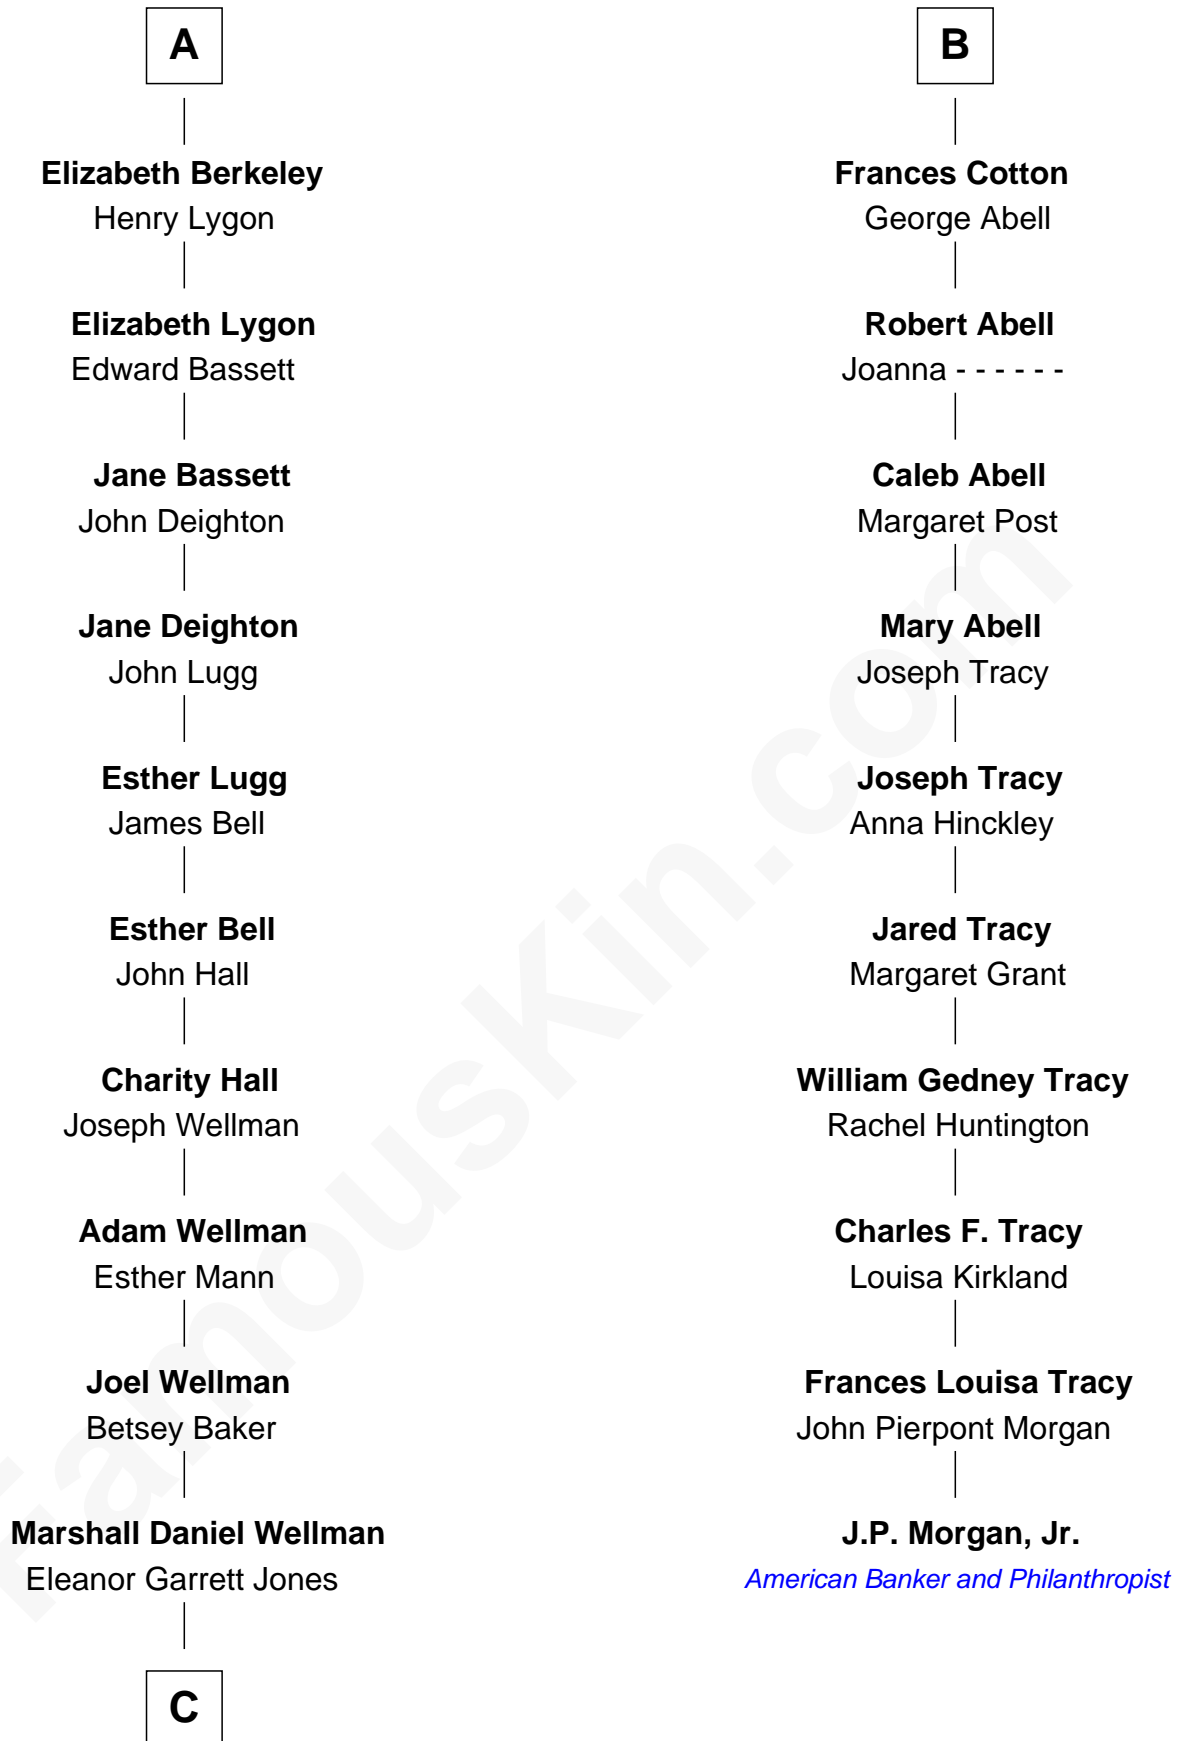 A
Elizabeth Berkeley
Henry Lygon
Elizabeth Lygon
Edward Bassett
Jane Bassett
John Deighton
Jane Deighton
John Lugg
Esther Lugg
James Bell
Esther Bell
John Hall
Charity Hall
Joseph Wellman
Adam Wellman
Esther Mann
Joel Wellman
Betsey Baker
Marshall Daniel Wellman
Eleanor Garrett Jones
C
B
Frances Cotton
George Abell
Robert Abell
Joanna - - - - - -
Caleb Abell
Margaret Post
Mary Abell
Joseph Tracy
Joseph Tracy
Anna Hinckley
Jared Tracy
Margaret Grant
William Gedney Tracy
Rachel Huntington
Charles F. Tracy
Louisa Kirkland
Frances Louisa Tracy
John Pierpont Morgan
J.P. Morgan, Jr.
American Banker and Philanthropist
FamousKin.com